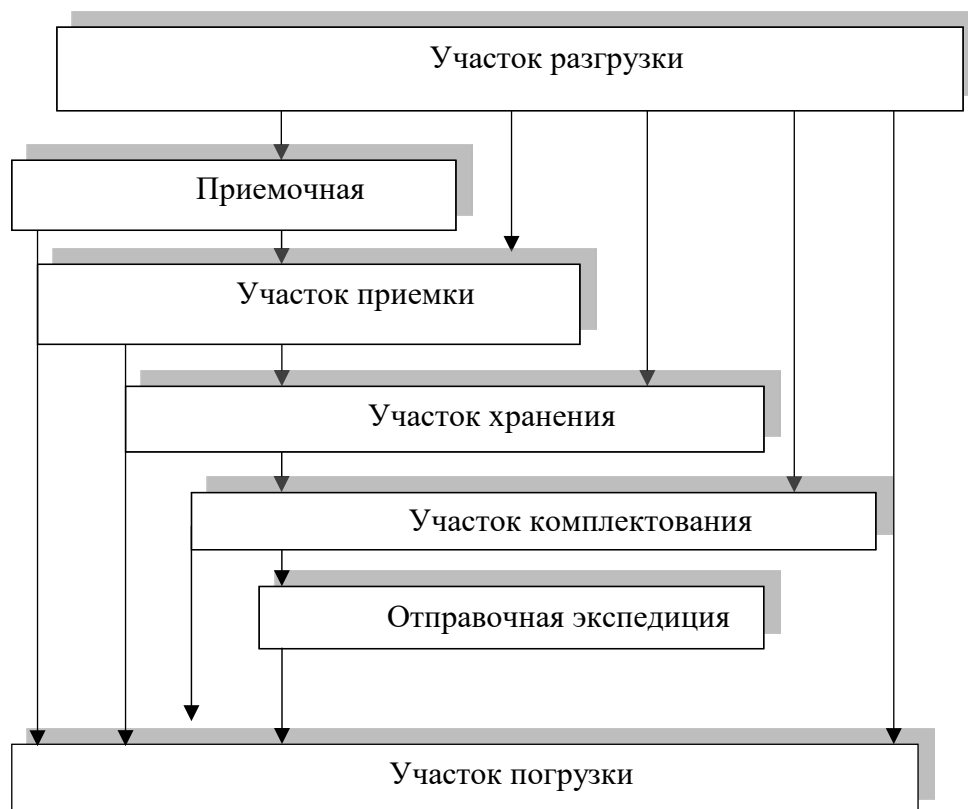 Участок разгрузки
Приемочная
Участок приемки
Участок хранения
Участок комплектования
Отправочная экспедиция
Участок погрузки